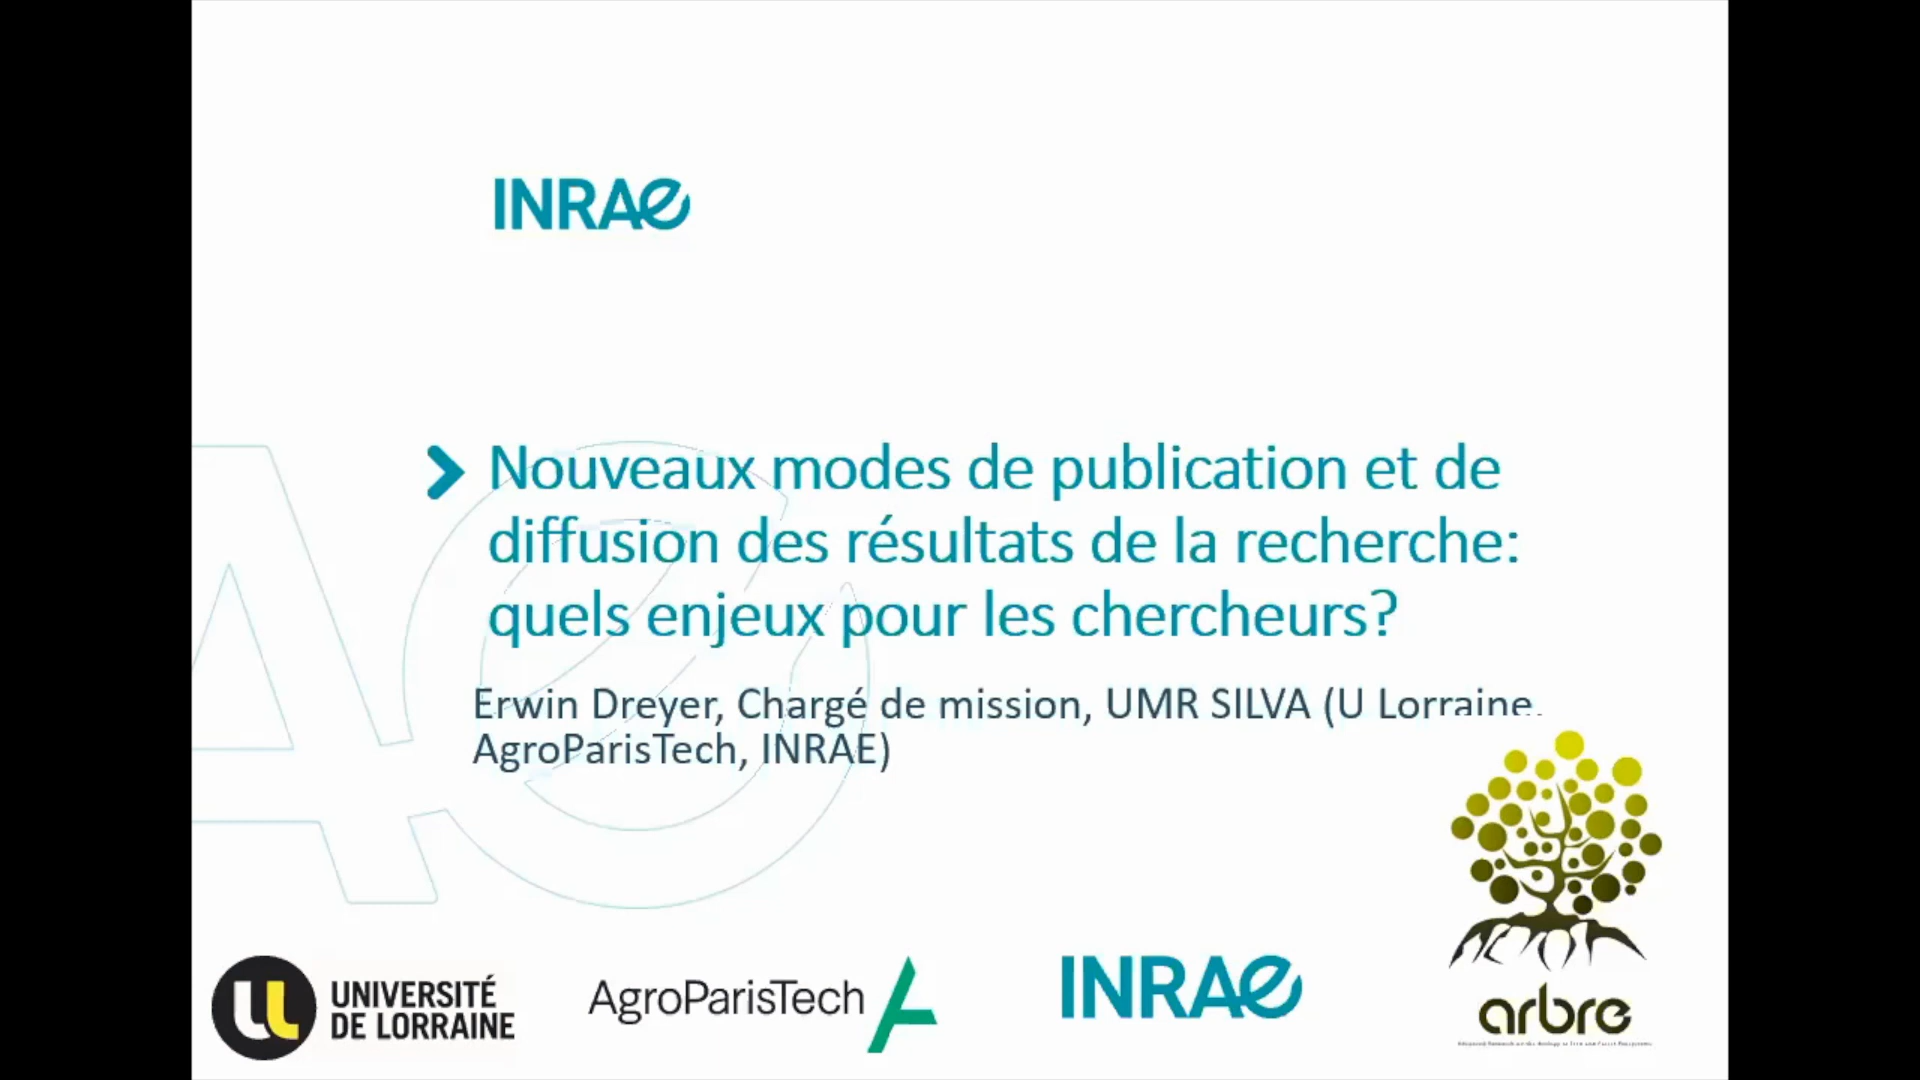 INRAE
Nouveaux modes de publication et de
diffusion des résultats de la recherche:
quels enjeux pour les chercheurs?
Erwin Dreyer, Chargé de mission, UMR SILVA (U Lorraine,
AgroParisTech, INRAE)
UNIVERSITÉ
DE LORRAINE
AgroParisTech
INRAE
arbre